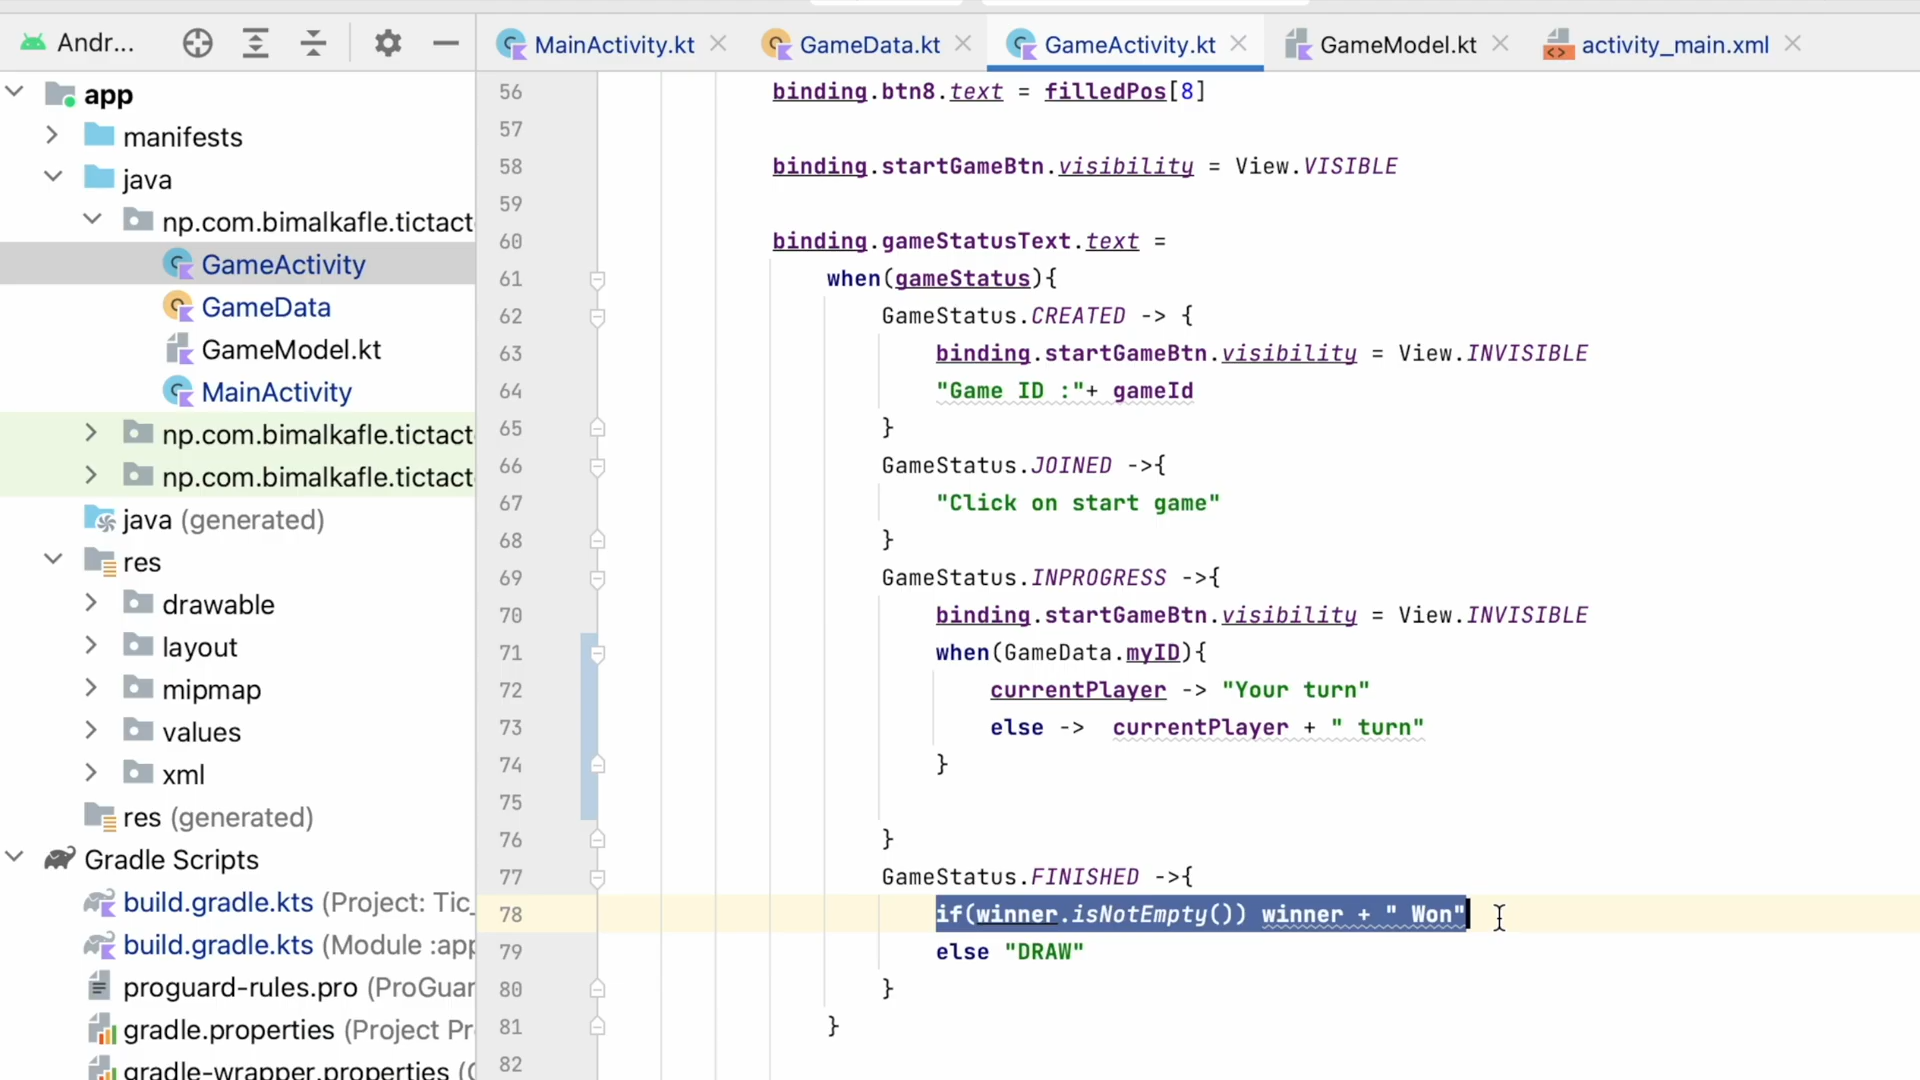 Andr...
MainActivity.kt
GameData.kt
GameActivity.kt
GameModel.kt
activity_main.xml
app
manifests
java
np.com.bimalkafle.tictact
GameActivity
GameData
GameModel.kt
MainActivity
np.com.bimalkafle.tictact
np.com.bimalkafle.tictact
java (generated)
res
drawable
layout
mipmap
values
xml
res (generated)
Gradle Scripts
build.gradle.kts (Project: Tic_
build.gradle.kts (Module :app
proguard-rules.pro (ProGuar
gradle.properties (Project Pr
gradle-wrapper.properties (
56 binding.btn8.text = filledPos[8]
57
58 binding.startGameBtn.visibility = View.VISIBLE
59
60 binding.gameStatusText.text =
61 when(gameStatus){
62 GameStatus.CREATED -> {
63 binding.startGameBtn.visibility = View.INVISIBLE
64 "Game ID :"+ gameId
65 }
66 GameStatus.JOINED ->{
67 "Click on start game"
68 }
69 GameStatus.INPROGRESS ->{
70 binding.startGameBtn.visibility = View.INVISIBLE
71 when(GameData.myID){
72 currentPlayer -> "Your turn"
73 else -> currentPlayer + " turn"
74 }
75
76 }
77 GameStatus.FINISHED ->{
78 if(winner.isNotEmpty()) winner + " Won"
79 else "DRAW"
80 }
81 }
82